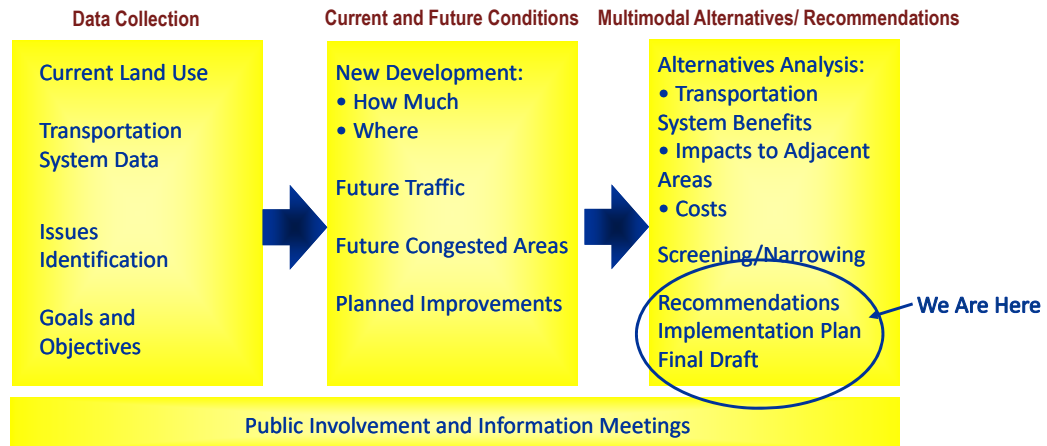 Data Collection
Current and Future Conditions
Multimodal Alternatives/ Recommendations
Current Land Use
Transportation
System Data
Issues
Identification
Goals and
Objectives
New Development:
• How Much
• Where
Future Traffic
Future Congested Areas
Planned Improvements
Alternatives Analysis:
• Transportation
System Benefits
• Impacts to Adjacent
Areas
• Costs
Screening/Narrowing
Recommendations
Implementation Plan
Final Draft
We Are Here
Public Involvement and Information Meetings